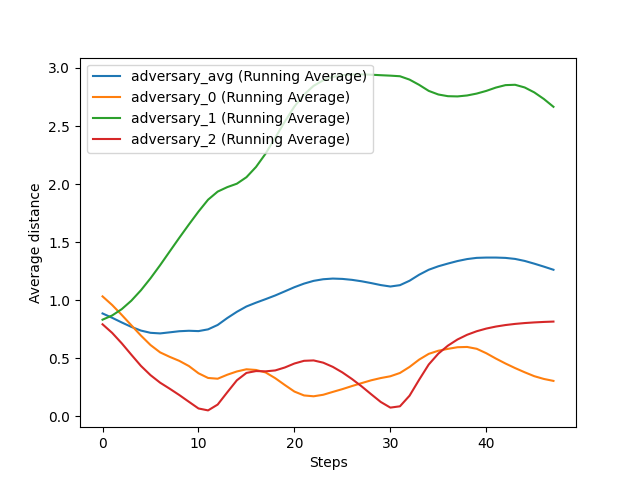 adversary_avg (Running Average)
adversary_0 (Running Average)
adversary_1 (Running Average)
adversary_2 (Running Average)
3.0
2.5
2.0
1.5
1.0
0.5
0.0
Average distance
0 10 20 30 40
Steps